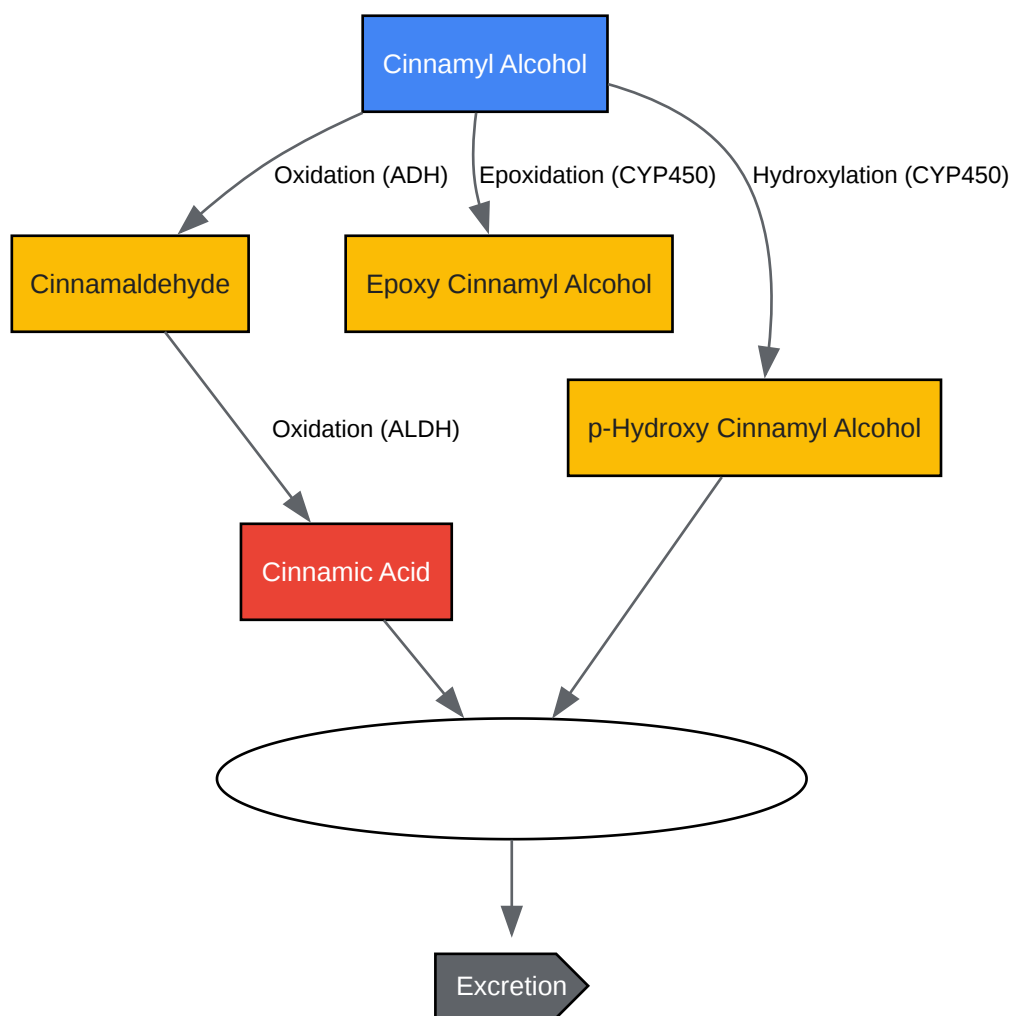 Cinnamyl Alcohol
Oxidation (ADH)
Epoxidation (CYP450)
Hydroxylation (CYP450)
Cinnamaldehyde
Epoxy Cinnamyl Alcohol
p-Hydroxy Cinnamyl Alcohol
Oxidation (ALDH)
Cinnamic Acid
Excretion